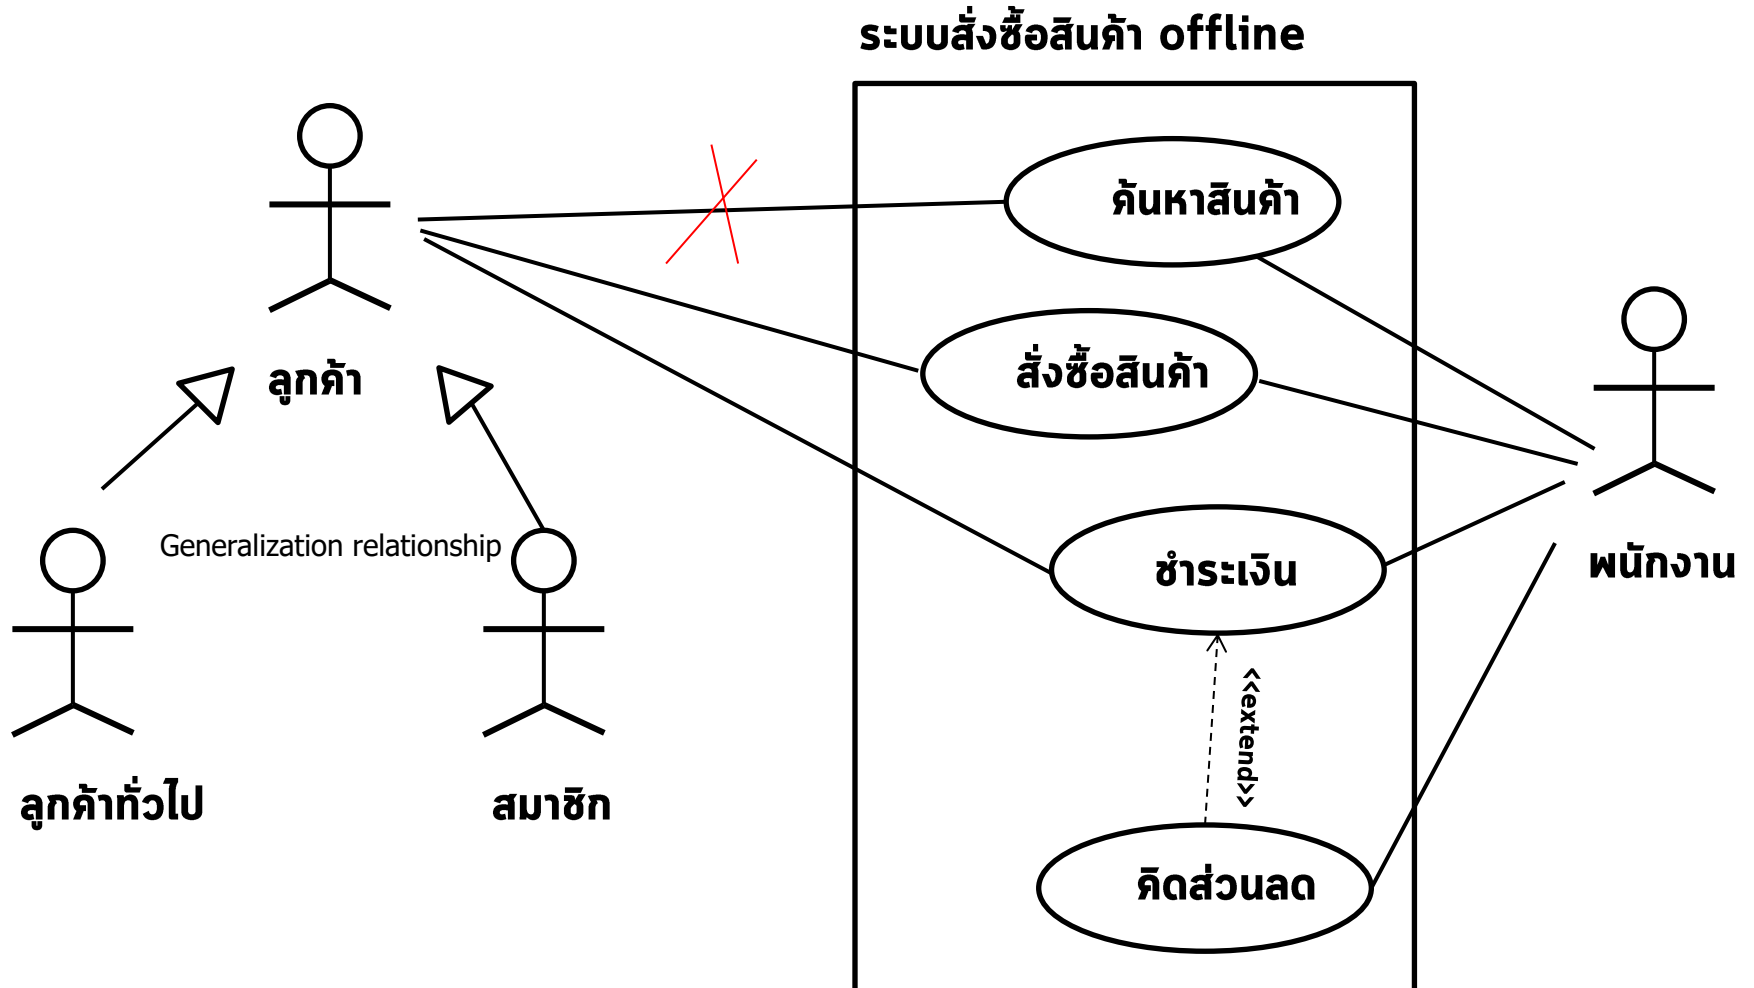 ระบบสั่งซื้อสินค้า offline
ค้นหาสินค้า
สั่งซื้อสินค้า
ลูกค้า
Generalization relationship
ชำระเงิน
พนักงาน
<<extend>>
ลูกค้าทั่วไป
สมาชิก
คิดส่วนลด